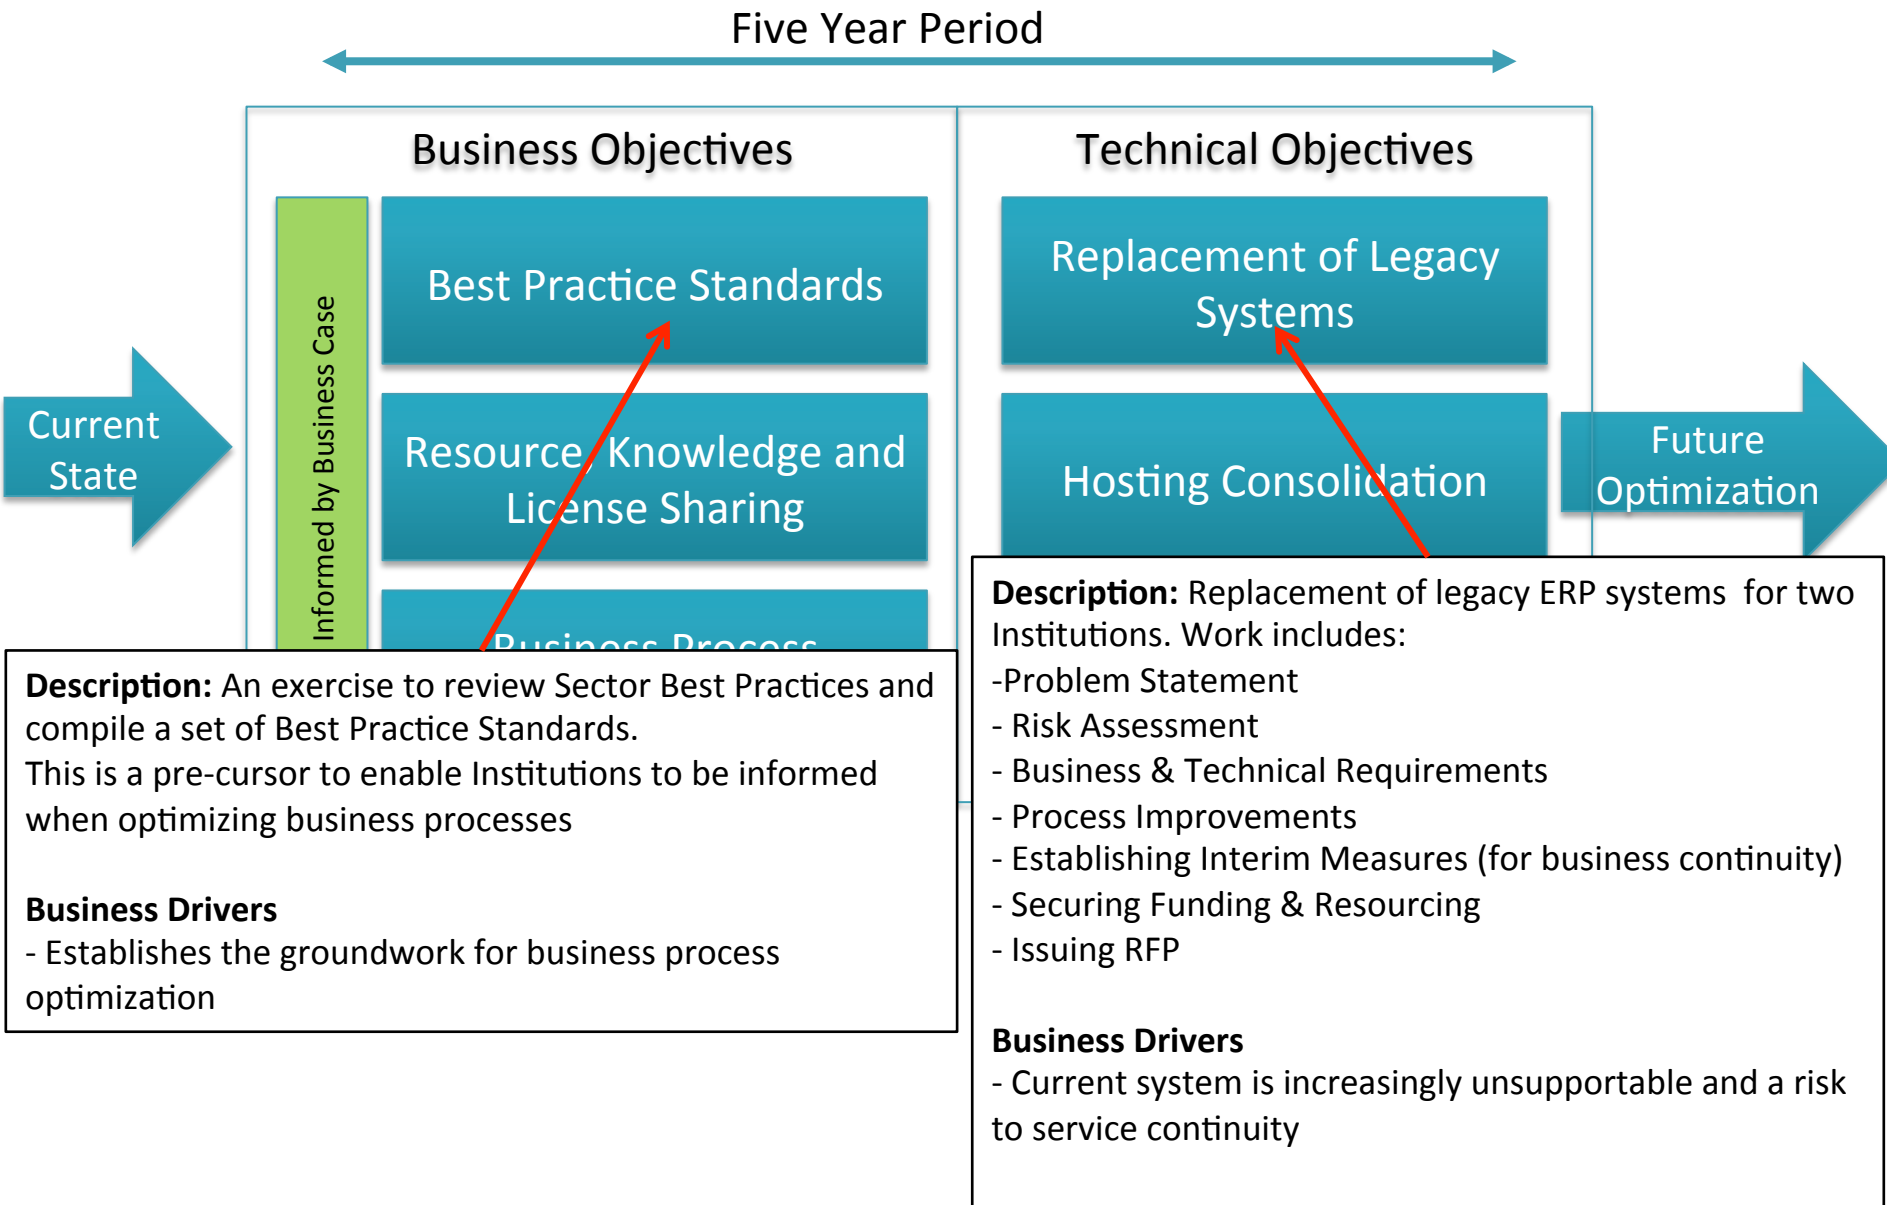 Five Year Period
Business Objectives
Technical Objectives
Current
State
Informed by Business Case
Best Practice Standards
Resource, Knowledge and
License Sharing
Business Process
Replacement of Legacy
Systems
Hosting Consolidation
Future
Optimization
Description: An exercise to review Sector Best Practices and
compile a set of Best Practice Standards.
This is a pre-cursor to enable Institutions to be informed
when optimizing business processes
Business Drivers
- Establishes the groundwork for business process
optimization
Description: Replacement of legacy ERP systems  for two
Institutions. Work includes:
-Problem Statement
- Risk Assessment
- Business & Technical Requirements
- Process Improvements
- Establishing Interim Measures (for business continuity)
- Securing Funding & Resourcing
- Issuing RFP
Business Drivers
- Current system is increasingly unsupportable and a risk
to service continuity